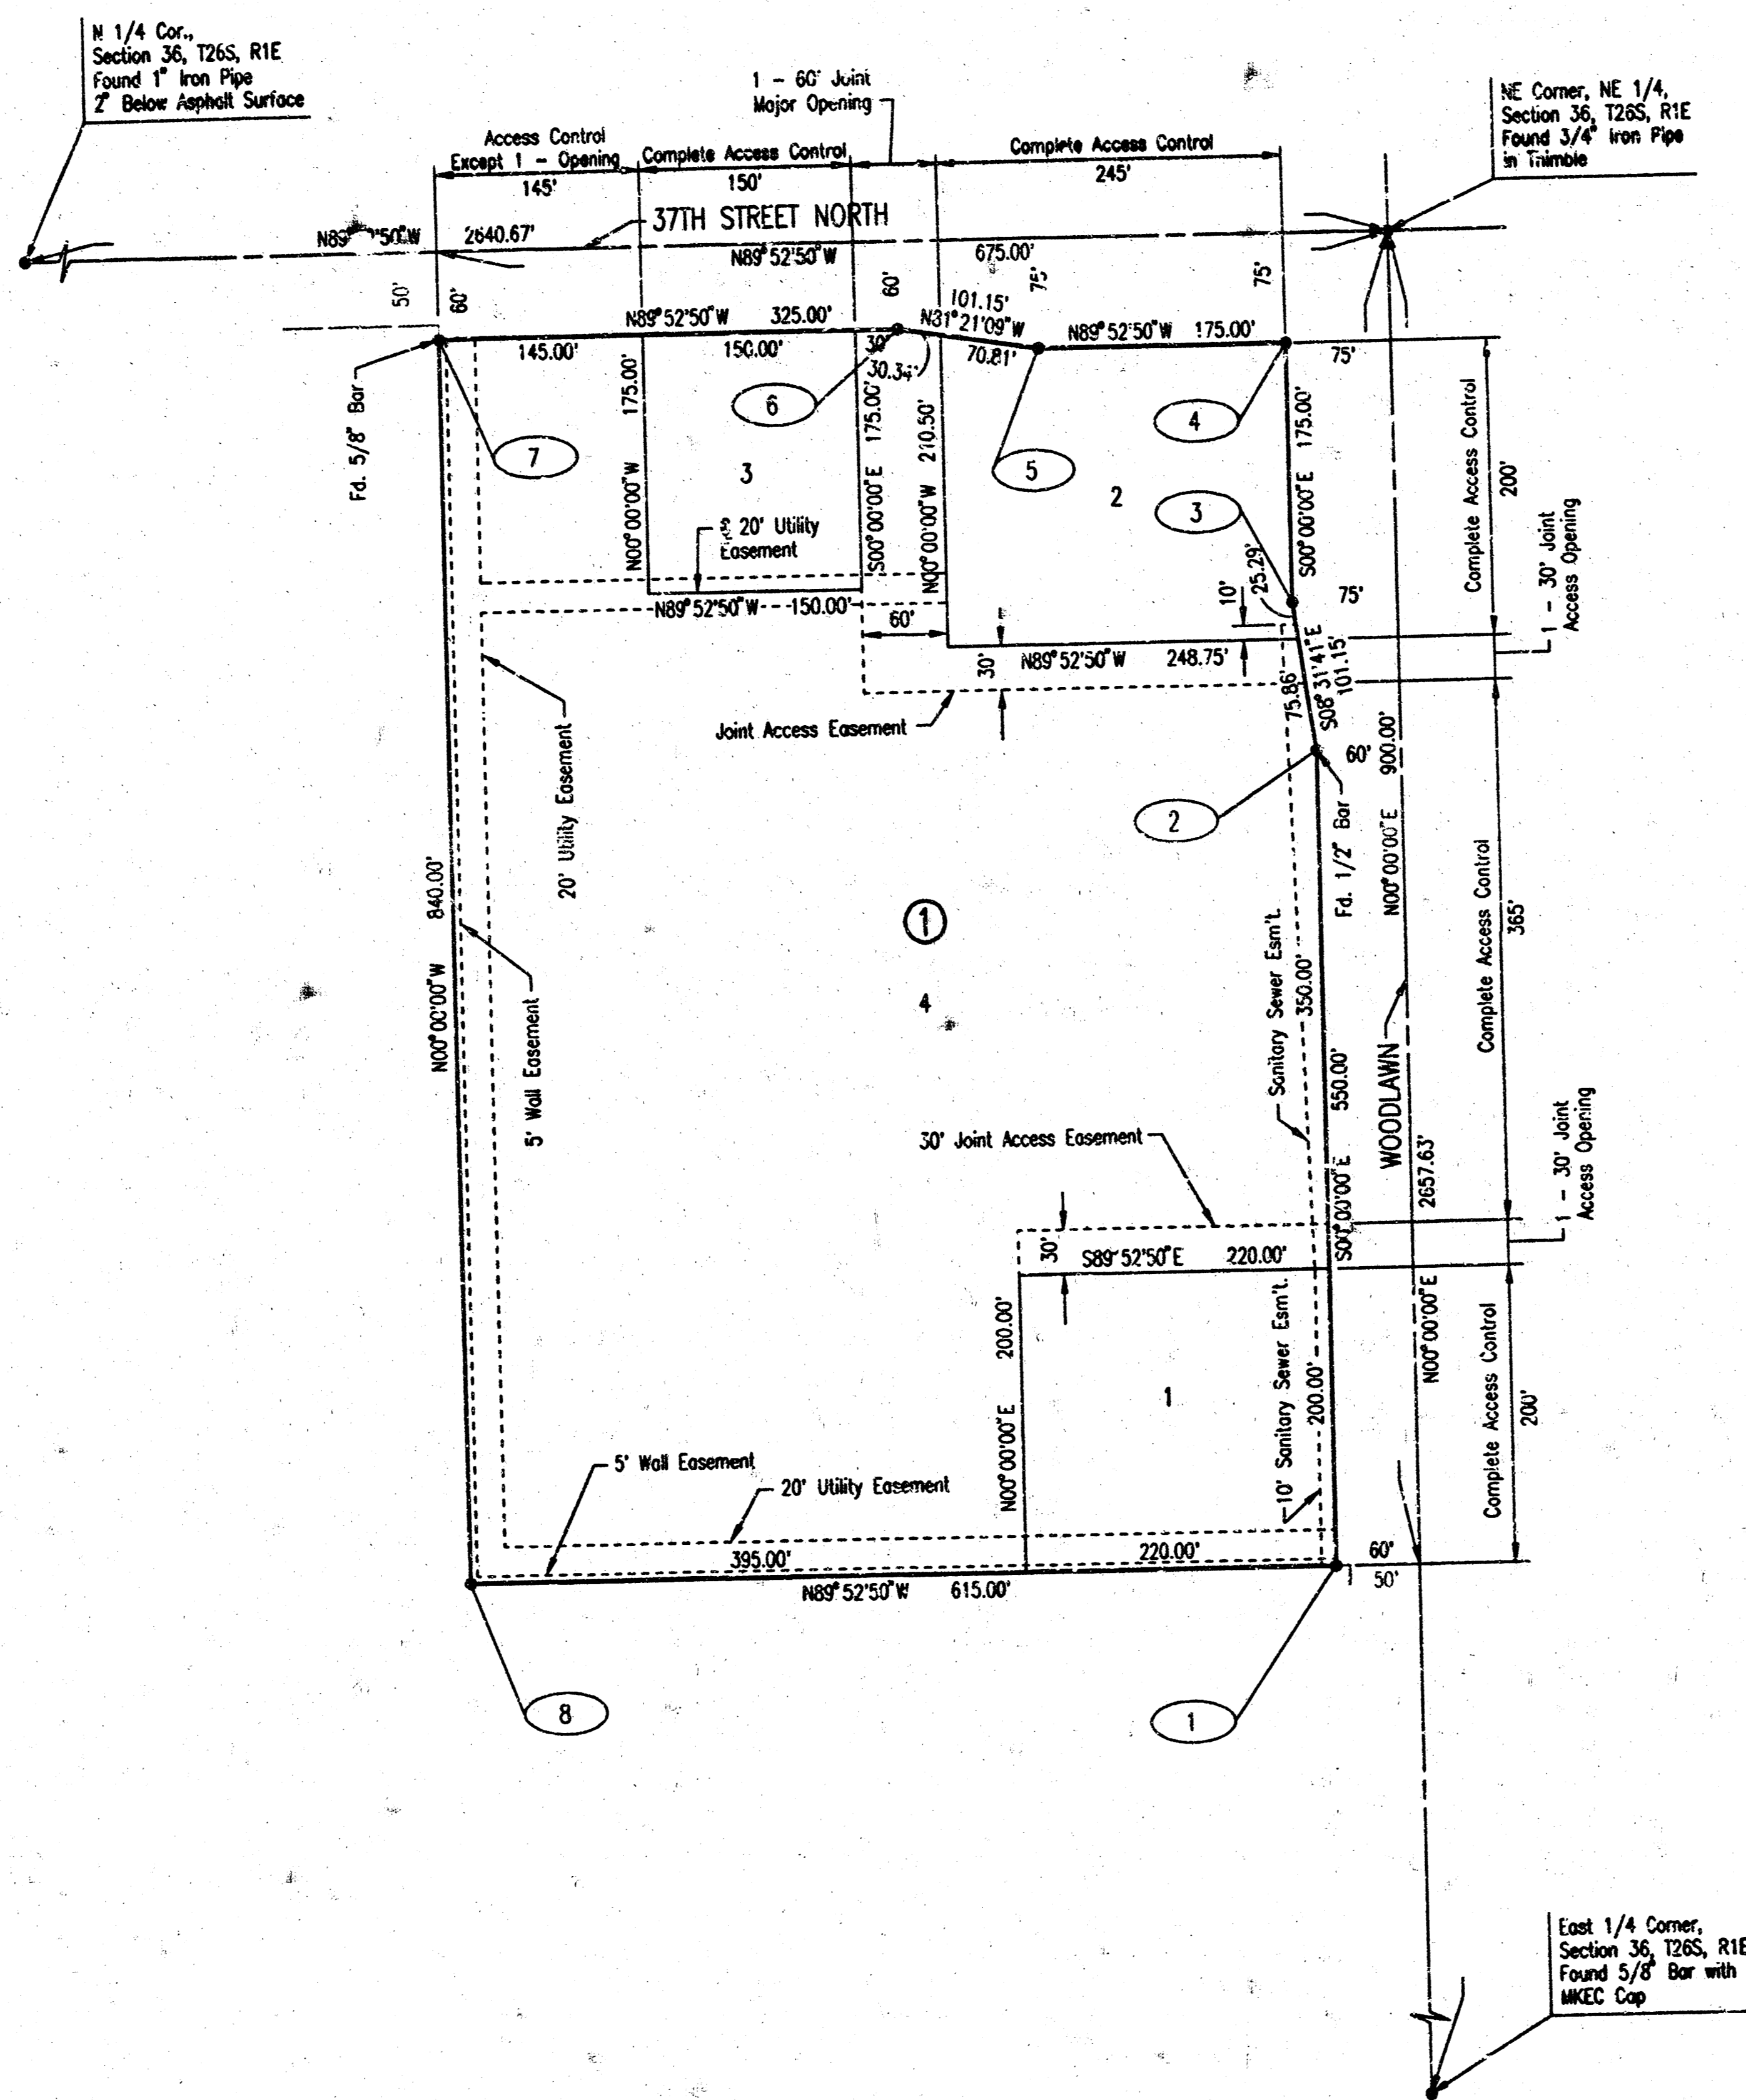 N 1/4 Cor.,
Section 36, T26S, R1E
Found 1" Iron Pipe
2" Below Asphalt Surface
1 - 60' Joint
Major Opening
NE Corner, NE 1/4,
Section 36, T26S, R1E
Found 3/4" Iron Pipe
in Thimble
Access Control
Except 1 - Opening
145'
Complete Access Control
150'
Complete Access Control
245'
37TH STREET NORTH
2640.67'
N89°52'50"W
675.00'
50'
60'
60'
75'
75'
N89°52'50"W 325.00'
101.15'
N31°21'09"W
N89°52'50"W 175.00'
145.00'
150.00'
30'
30.34'
70.81'
75'
Fd. 5/8" Bar
175.00'
N00°00'00"W
S00°00'00"E 175.00'
N00°00'00"W 210.50'
S00°00'00"E 175.00'
7
6
5
4
3
3
2
20' Utility
Easement
N89°52'50"W 150.00'
60'
10'
25.29'
75'
30'
N89°52'50"W 248.75'
75.86'
S08°31'41"E
101.15'
Joint Access Easement
60'
2
Complete Access Control
200'
1 - 30' Joint
Access Opening
20' Utility Easement
5' Wall Easement
N00°00'00"W 840.00'
1
4
Fd. 1/2" Bar
N00°00'00"E 900.00'
Sanitary Sewer Esm't.
350.00'
S00°00'00"E 550.00'
WOODLAWN
2657.63'
N00°00'00"E
Complete Access Control
365'
1 - 30' Joint
Access Opening
30' Joint Access Easement
30'
S89°52'50"E 220.00'
N00°00'00"E 200.00'
1
10' Sanitary Sewer Esm't.
200.00'
Complete Access Control
200'
5' Wall Easement
20' Utility Easement
395.00'
220.00'
N89°52'50"W 615.00'
60'
50'
8
1
East 1/4 Corner,
Section 36, T26S, R1E
Found 5/8" Bar with
MKEC Cap